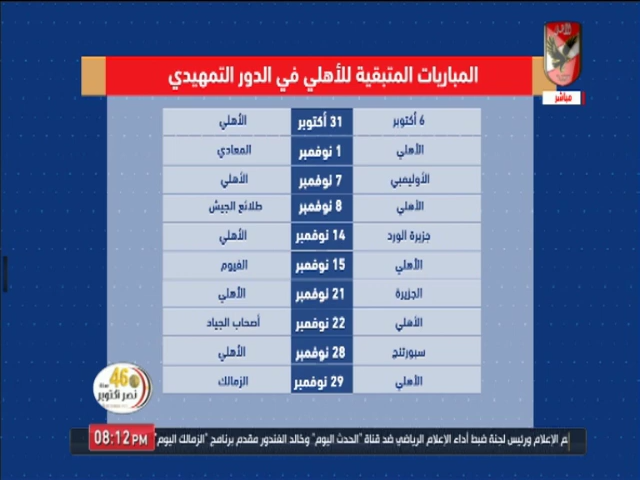 المباريات المتبقية للأهلي في الدور التمهيدي
مباشر
6 أكتوبر 31 أكتوبر الأهلي
الأهلي 1 نوفمبر المعادي
الأوليمبي 7 نوفمبر الأهلي
الأهلي 8 نوفمبر طلائع الجيش
جزيرة الورد 14 نوفمبر الأهلي
الأهلي 15 نوفمبر الفيوم
الجزيرة 21 نوفمبر الأهلي
الأهلي 22 نوفمبر أصحاب الجياد
سبورتنج 28 نوفمبر الأهلي
الأهلي 29 نوفمبر الزمالك
46 سنة
نصر أكتوبر
م الإعلام ورئيس لجنة ضبط أداء الإعلام الرياضي ضد قناة "الحدث اليوم" وخالد الغندور مقدم برنامج "الزمالك اليوم"
08:12 PM